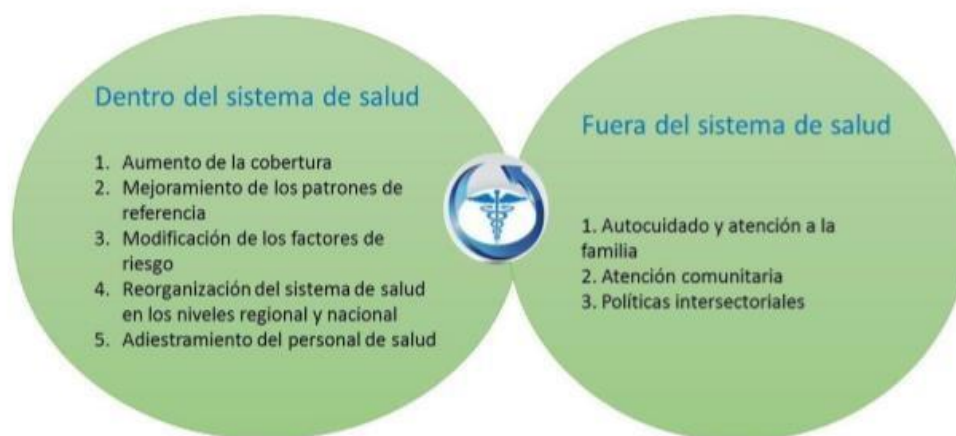 Dentro del sistema de salud
1. Aumento de la cobertura
2. Mejoramiento de los patrones de
referencia
3. Modificación de los factores de
riesgo
4. Reorganización del sistema de salud
en los niveles regional y nacional
5. Adiestramiento del personal de salud
Fuera del sistema de salud
1. Autocuidado y atención a la
familia
2. Atención comunitaria
3. Políticas intersectoriales